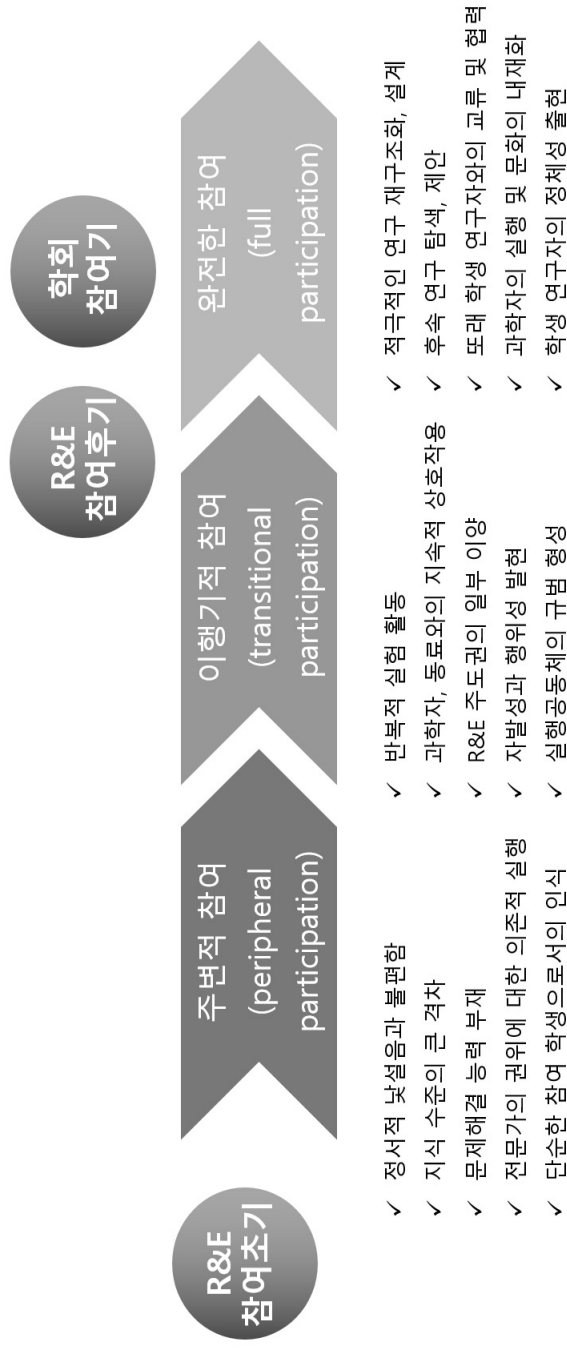 R&E
참여초기
R&E
참여후기
학회
참여기
주변적 참여
(peripheral
participation)
이행기적 참여
(transitional
participation)
완전한 참여
(full
participation)
✓ 정서적 낯설음과 불편함
✓ 지식 수준의 큰 격차
✓ 문제해결 능력 부재
✓ 전문가의 권위에 대한 의존적 실행
✓ 단순한 참여 학생으로서의 인식
✓ 반복적 실험 활동
✓ 과학자, 동료와의 지속적 상호작용
✓ R&E 주도권의 일부 이양
✓ 자발성과 행위성 발현
✓ 실행공동체의 규범 형성
✓ 적극적인 연구 재구조화, 설계
✓ 후속 연구 탐색, 제안
✓ 또래 학생 연구자와의 교류 및 협력
✓ 과학자의 실행 및 문화의 내재화
✓ 학생 연구자의 정체성 출현